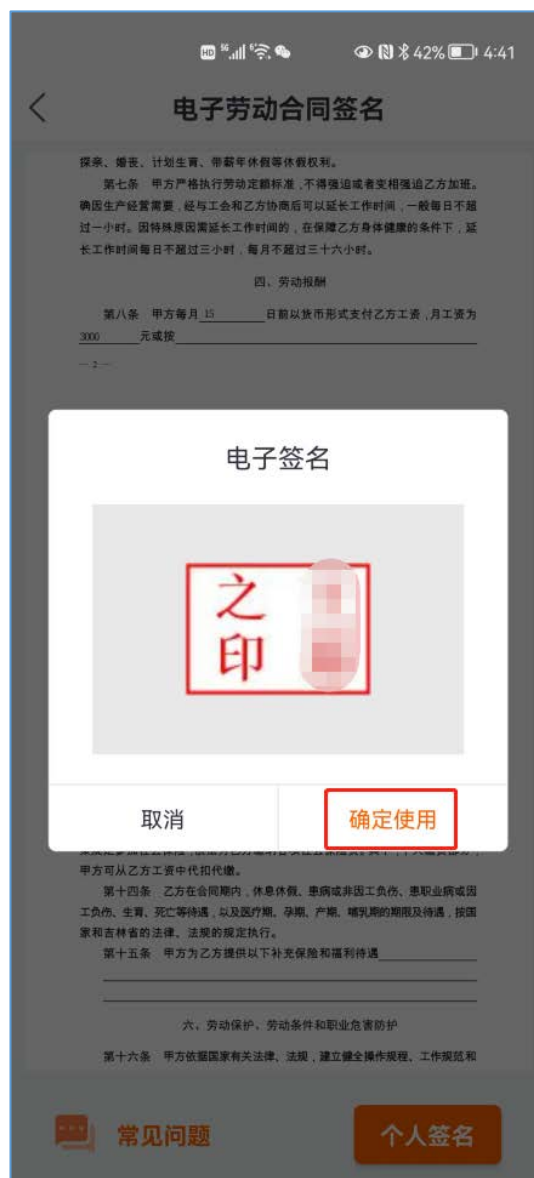 HD 5G 6 42% 4:41
电子劳动合同签名
探亲、婚丧、计划生育、带薪年休假等休假权利。
第七条 甲方严格执行劳动定额标准，不得强迫或者变相强迫乙方加班。
确因生产经营需要，经与工会和乙方协商后可以延长工作时间，一般每日不超
过一小时。因特殊原因需延长工作时间的，在保障乙方身体健康的条件下，延
长工作时间每日不超过三小时，每月不超过三十六小时。
四、劳动报酬
第八条 甲方每月 15 日前以货币形式支付乙方工资，月工资为
3000 元或按
— 2 —
电子签名
之
印
取消
确定使用
甲方可从乙方工资中代扣代缴。
第十四条 乙方在合同期内，休息休假、患病或非因工负伤、患职业病或因
工负伤、生育、死亡等待遇，以及医疗期、孕期、产期、哺乳期的期限及待遇，按国
家和吉林省的法律、法规的规定执行。
第十五条 甲方为乙方提供以下补充保险和福利待遇
六、劳动保护、劳动条件和职业危害防护
第十六条 甲方依据国家有关法律、法规，建立健全操作规程、工作规范和
常见问题
个人签名